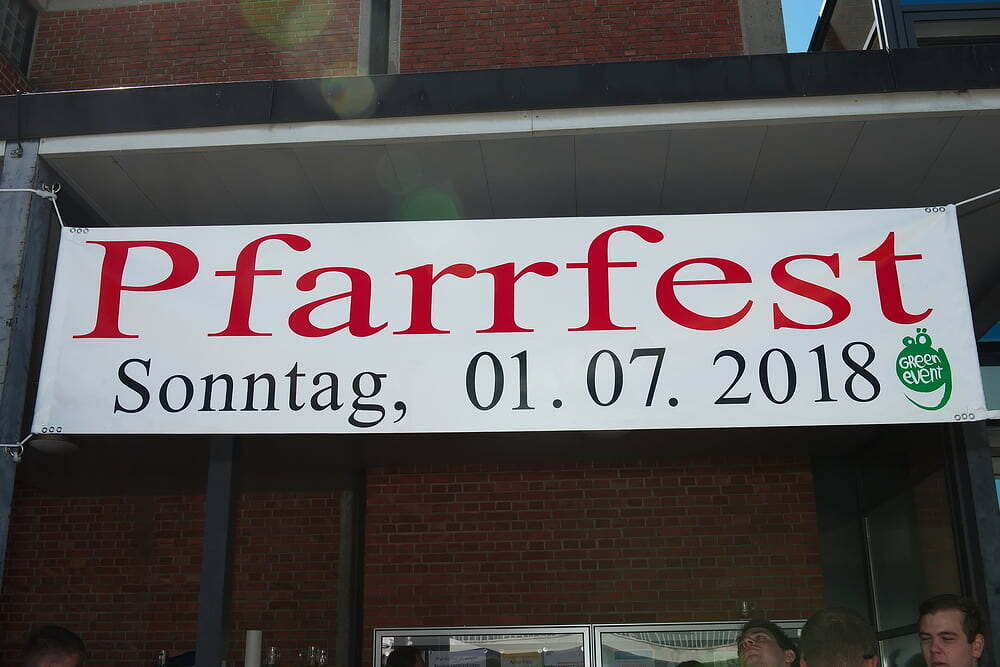 Pfarrfest
Sonntag, 01. 07. 2018
GREEN
EVENT